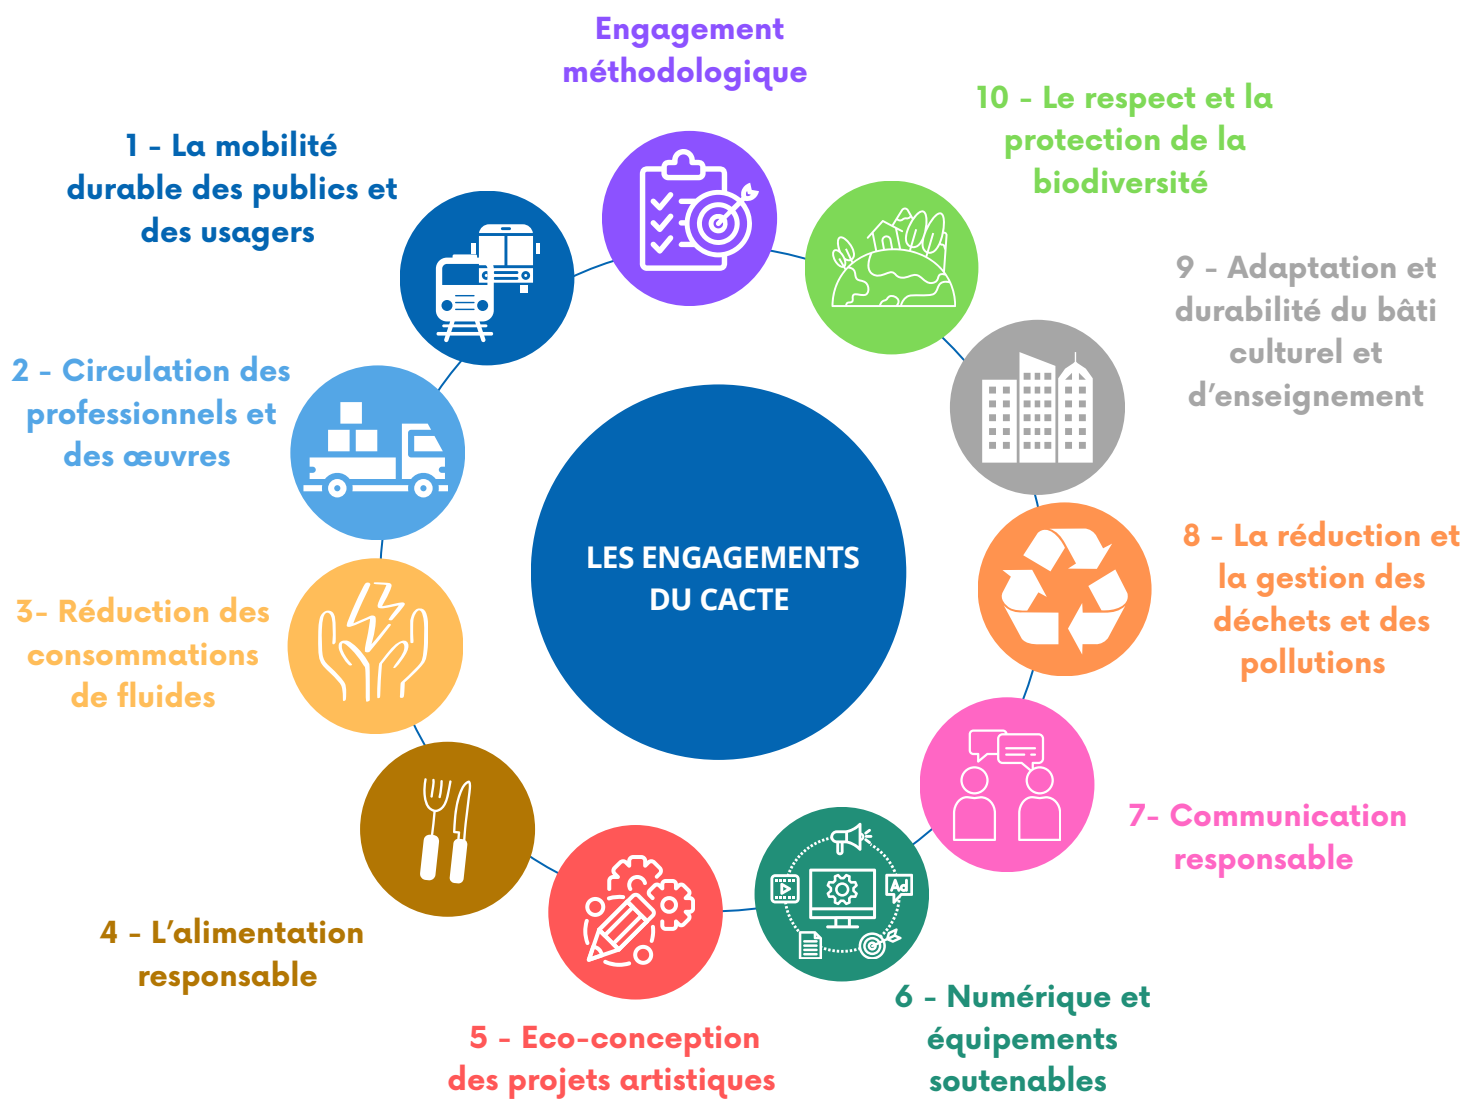 Engagement
méthodologique
1 - La mobilité
durable des publics et
des usagers
2 - Circulation des
professionnels et
des œuvres
3- Réduction des
consommations
de fluides
4 - L'alimentation
responsable
5 - Eco-conception
des projets artistiques
6 - Numérique et
équipements
soutenables
7- Communication
responsable
8 - La réduction et
la gestion des
déchets et des
pollutions
9 - Adaptation et
durabilité du bâti
culturel et
d'enseignement
10 - Le respect et la
protection de la
biodiversité
LES ENGAGEMENTS
DU CACTE
Ad